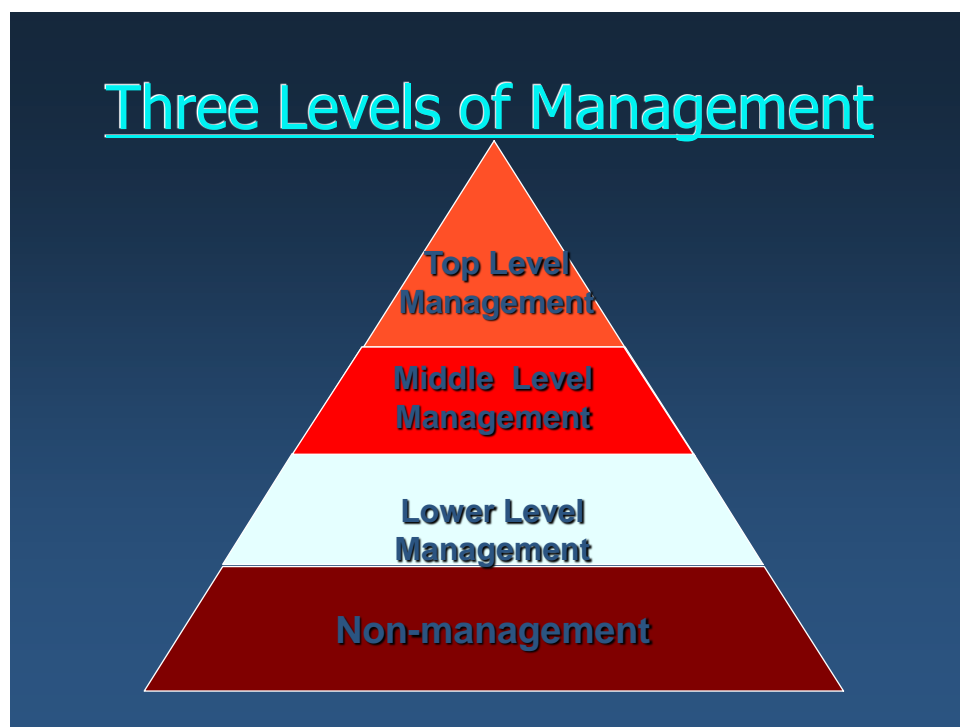 Three Levels of Management
Top Level
Management
Middle  Level
Management
Lower Level
Management
Non-management